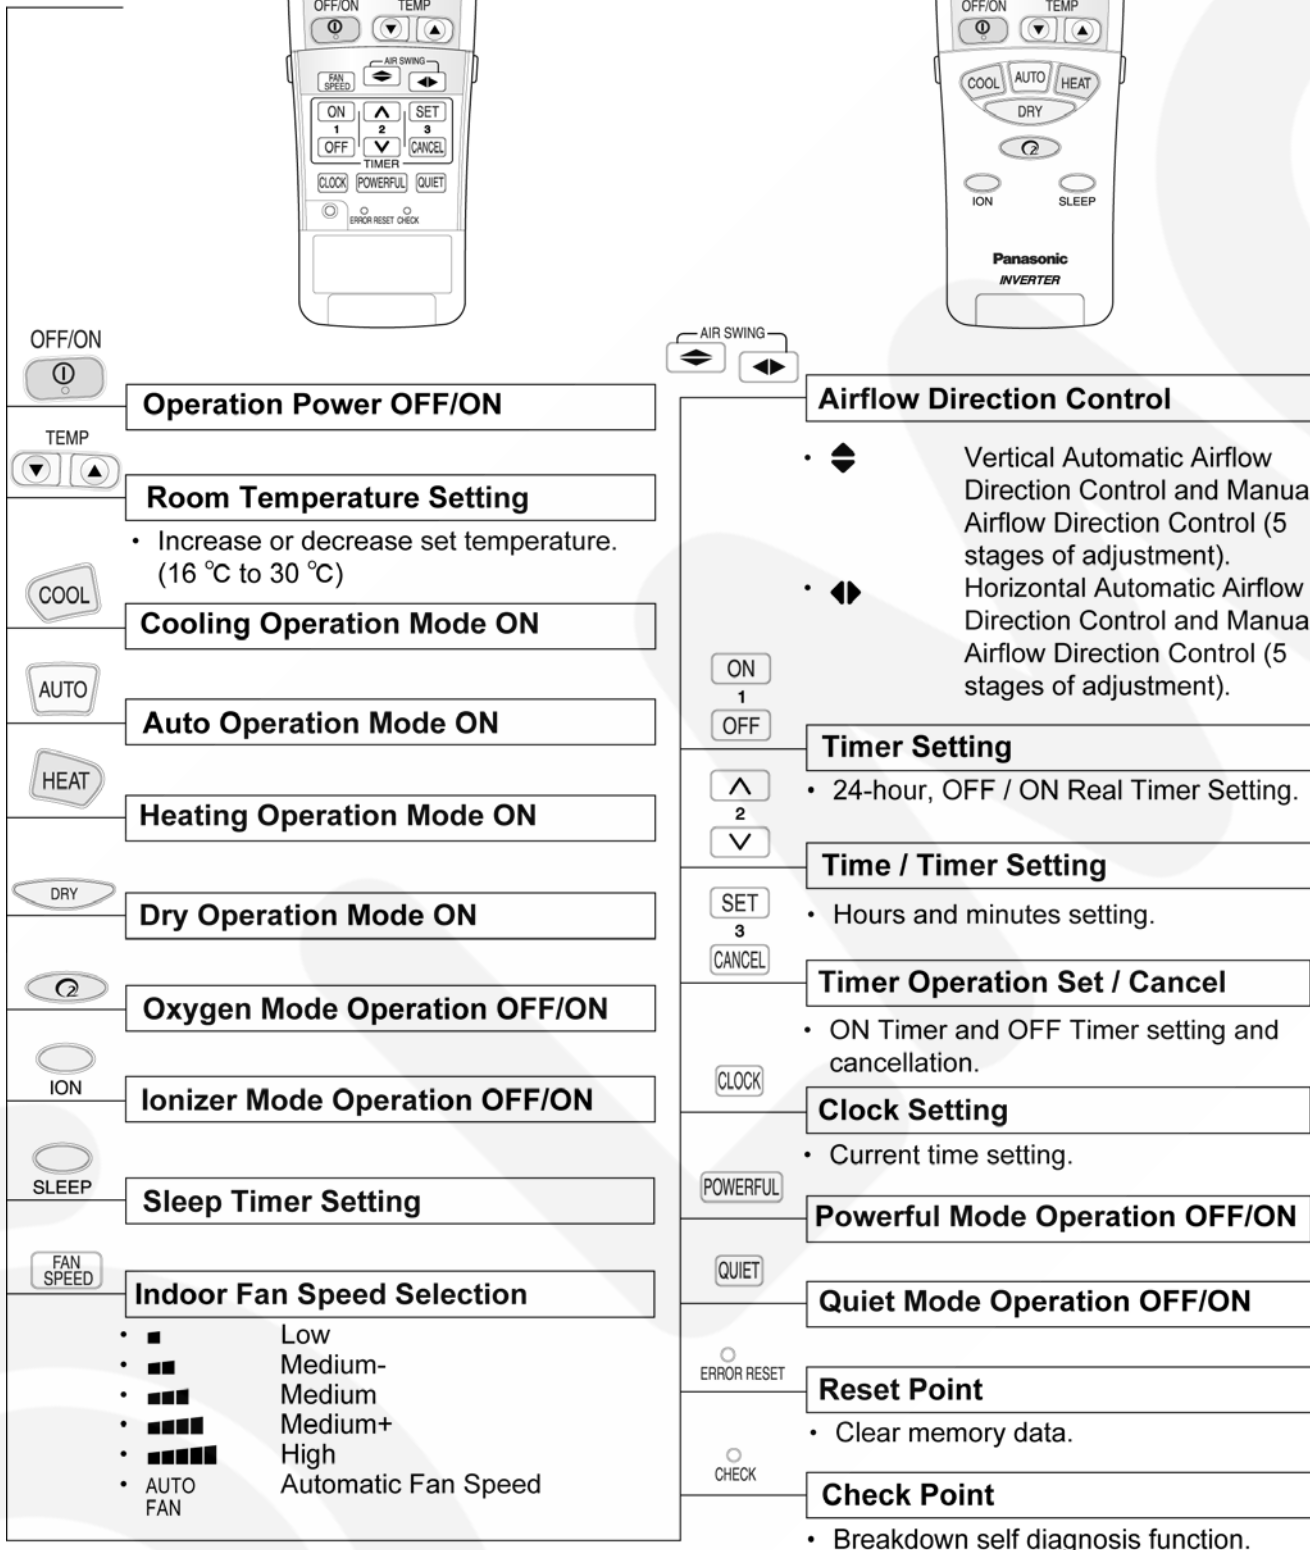 OFF/ON TEMP
AIR SWING
FAN SPEED
ON SET
1 2 3
OFF CANCEL
TIMER
CLOCK POWERFUL QUIET
ERROR RESET CHECK
OFF/ON TEMP
COOL AUTO HEAT
DRY
ION SLEEP
Panasonic
INVERTER
OFF/ON
Operation Power OFF/ON
TEMP
Room Temperature Setting
• Increase or decrease set temperature.
(16 °C to 30 °C)
COOL
Cooling Operation Mode ON
AUTO
Auto Operation Mode ON
HEAT
Heating Operation Mode ON
DRY
Dry Operation Mode ON
O2
Oxygen Mode Operation OFF/ON
ION
Ionizer Mode Operation OFF/ON
SLEEP
Sleep Timer Setting
FAN
SPEED
Indoor Fan Speed Selection
• Low
• Medium-
• Medium
• Medium+
• High
• AUTO Automatic Fan Speed
FAN
AIR SWING
Airflow Direction Control
• Vertical Automatic Airflow
Direction Control and Manua
Airflow Direction Control (5
stages of adjustment).
• Horizontal Automatic Airflow
Direction Control and Manua
Airflow Direction Control (5
stages of adjustment).
ON
1
OFF
Timer Setting
• 24-hour, OFF / ON Real Timer Setting.
2
Time / Timer Setting
• Hours and minutes setting.
SET
3
CANCEL
Timer Operation Set / Cancel
• ON Timer and OFF Timer setting and
cancellation.
CLOCK
Clock Setting
• Current time setting.
POWERFUL
Powerful Mode Operation OFF/ON
QUIET
Quiet Mode Operation OFF/ON
ERROR RESET
Reset Point
• Clear memory data.
CHECK
Check Point
• Breakdown self diagnosis function.